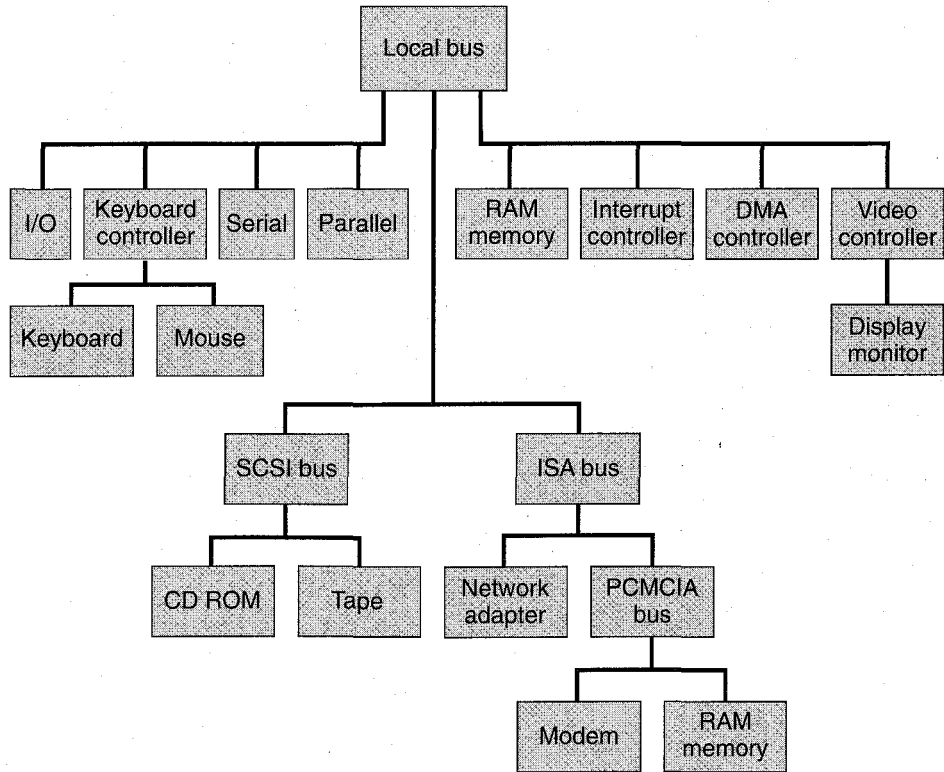 Local bus
I/O
Keyboard
controller
Serial
Parallel
RAM
memory
Interrupt
controller
DMA
controller
Video
controller
Keyboard
Mouse
Display
monitor
SCSI bus
ISA bus
CD ROM
Tape
Network
adapter
PCMCIA
bus
Modem
RAM
memory